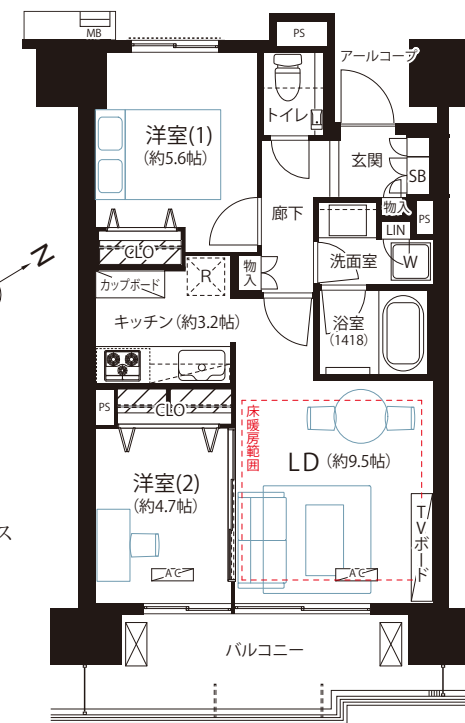 MB
PS
アールコーブ
トイレ
洋室(1)
(約5.6帖)
玄関
SB
物入
廊下
PS
LIN
N
CLO
物入
洗面室
W
カップボード
R
)
キッチン(約3.2帖)
浴室
(1418)
PS
CLO
床暖房範囲
LD (約9.5帖)
洋室(2)
(約4.7帖)
TVボード
ス
AC
AC
バルコニー